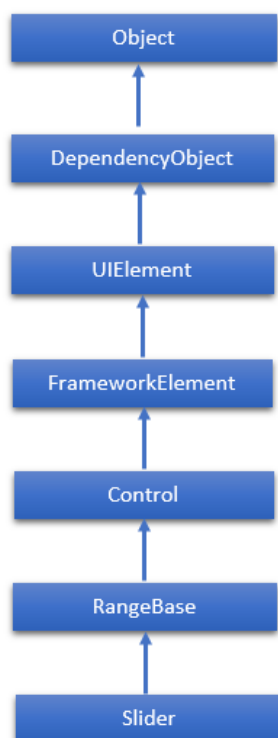 Object
DependencyObject
UIElement
FrameworkElement
Control
RangeBase
Slider